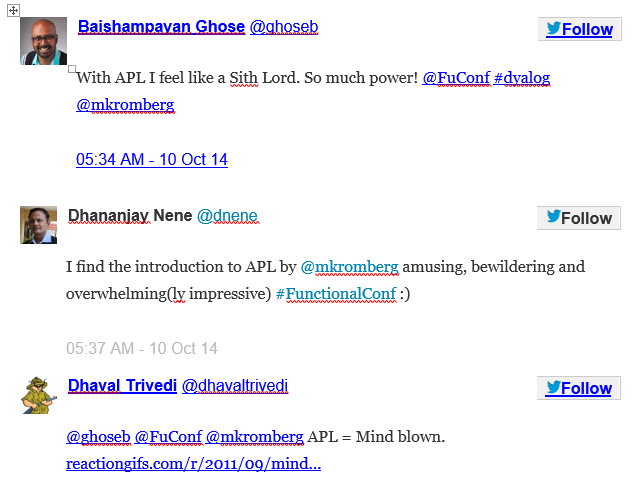 Baishampayan Ghose @ghoseb Follow
With APL I feel like a Sith Lord. So much power! @FuConf #dyalog
@mkromberg
05:34 AM - 10 Oct 14
Dhananjay Nene @dnene Follow
I find the introduction to APL by @mkromberg amusing, bewildering and
overwhelming(ly impressive) #FunctionalConf :)
05:37 AM - 10 Oct 14
Dhaval Trivedi @dhavaltrivedi Follow
@ghoseb @FuConf @mkromberg APL = Mind blown.
reactiongifs.com/r/2011/09/mind...